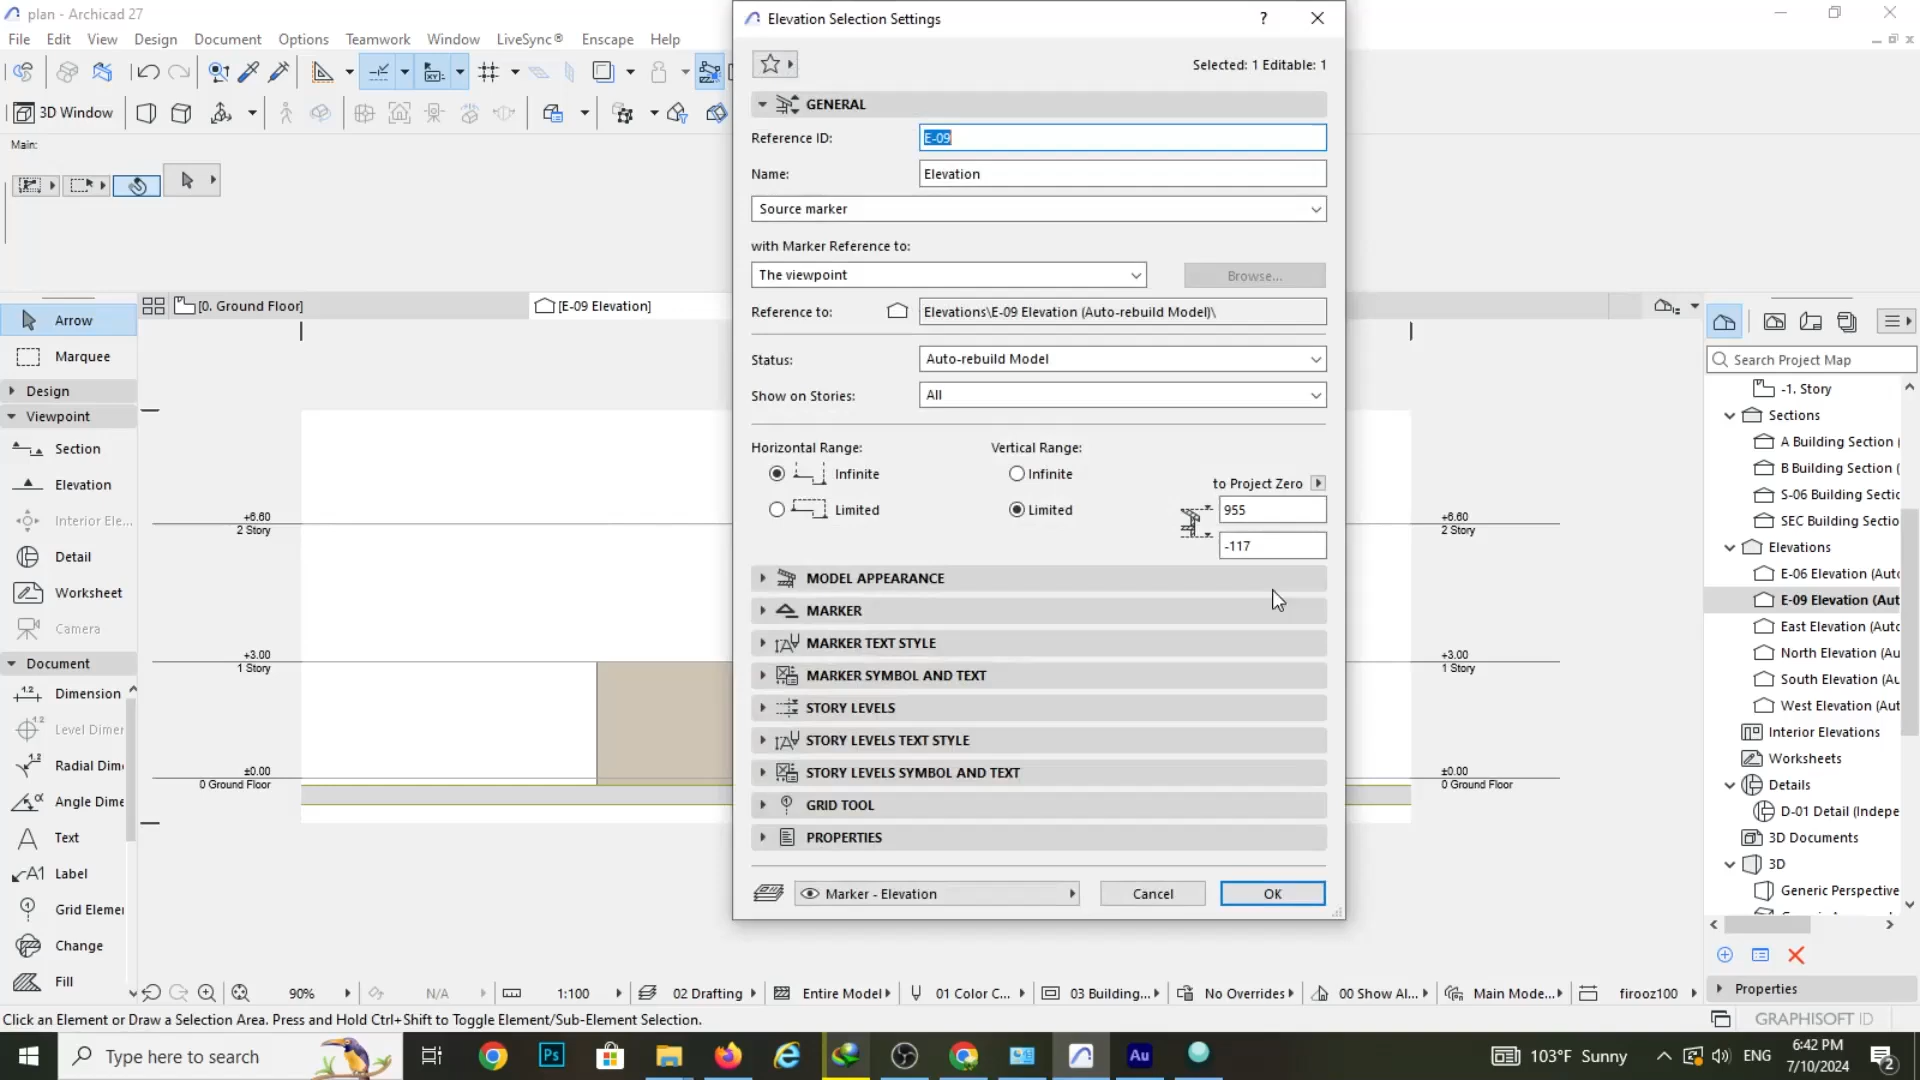 plan - Archicad 27
File Edit View Design Document Options Teamwork Window LiveSync® Enscape Help
3D Window
Main:
[0. Ground Floor]
[E-09 Elevation]
Arrow
Marquee
Design
Viewpoint
Section
Elevation
Interior Ele...
Detail
Worksheet
Camera
Document
Dimension
Level Dimen
Radial Dime
Angle Dime
Text
Label
Grid Elemen
Change
Fill
+6.60
2 Story
+3.00
1 Story
±0.00
0 Ground Floor
+6.60
2 Story
+3.00
1 Story
±0.00
0 Ground Floor
Elevation Selection Settings
?
Selected: 1 Editable: 1
GENERAL
Reference ID: E-09
Name: Elevation
Source marker
with Marker Reference to:
The viewpoint Browse...
Reference to: Elevations\E-09 Elevation (Auto-rebuild Model)\
Status: Auto-rebuild Model
Show on Stories: All
Horizontal Range: Vertical Range:
Infinite Infinite
to Project Zero
Limited Limited 955
-117
MODEL APPEARANCE
MARKER
MARKER TEXT STYLE
MARKER SYMBOL AND TEXT
STORY LEVELS
STORY LEVELS TEXT STYLE
STORY LEVELS SYMBOL AND TEXT
GRID TOOL
PROPERTIES
Marker - Elevation Cancel OK
Search Project Map
-1. Story
Sections
A Building Section (
B Building Section (
S-06 Building Sectic
SEC Building Sectio
Elevations
E-06 Elevation (Autc
E-09 Elevation (Aut
East Elevation (Autc
North Elevation (Au
South Elevation (Au
West Elevation (Aut
Interior Elevations
Worksheets
Details
D-01 Detail (Indepe
3D Documents
3D
Generic Perspective
Properties
90% N/A 1:100 02 Drafting Entire Model 01 Color C... 03 Building... No Overrides 00 Show Al... Main Mode... firooz100
Click an Element or Draw a Selection Area. Press and Hold Ctrl+Shift to Toggle Element/Sub-Element Selection.
GRAPHISOFT ID
Type here to search
Ps
Au
103°F Sunny
ENG
6:42 PM
7/10/2024
2